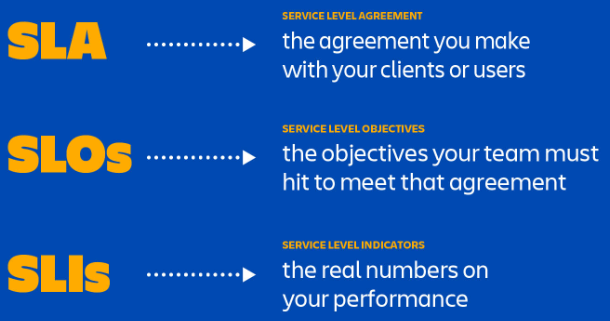 SLA
SERVICE LEVEL AGREEMENT
the agreement you make
with your clients or users
SLOs
SERVICE LEVEL OBJECTIVES
the objectives your team must
hit to meet that agreement
SLIs
SERVICE LEVEL INDICATORS
the real numbers on
your performance